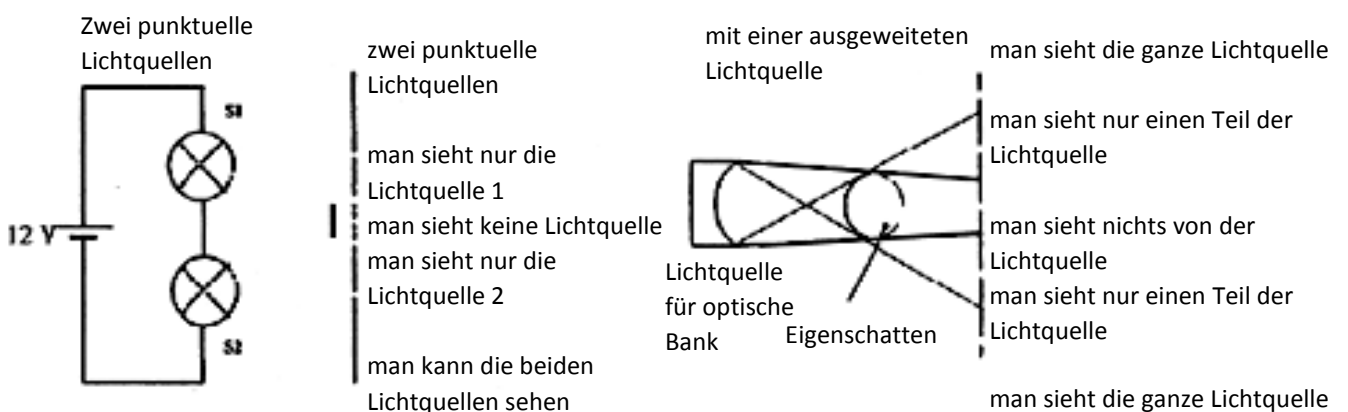 Zwei punktuelle
Lichtquellen
S1
12 V
S2
zwei punktuelle
Lichtquellen
man sieht nur die
Lichtquelle 1
man sieht keine Lichtquelle
man sieht nur die
Lichtquelle 2
man kann die beiden
Lichtquellen sehen
mit einer ausgeweiteten
Lichtquelle
Lichtquelle
für optische
Bank
Eigenschatten
man sieht die ganze Lichtquelle
man sieht nur einen Teil der
Lichtquelle
man sieht nichts von der
Lichtquelle
man sieht nur einen Teil der
Lichtquelle
man sieht die ganze Lichtquelle